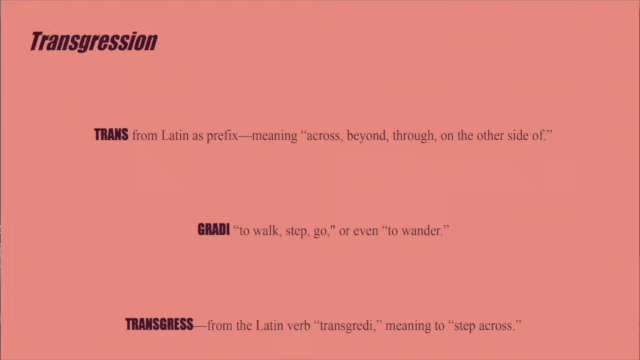 Transgression
TRANS from Latin as prefix—meaning “across, beyond, through, on the other side of.”
GRADI “to walk, step, go," or even “to wander.”
TRANSGRESS—from the Latin verb “transgredi,” meaning to “step across.”